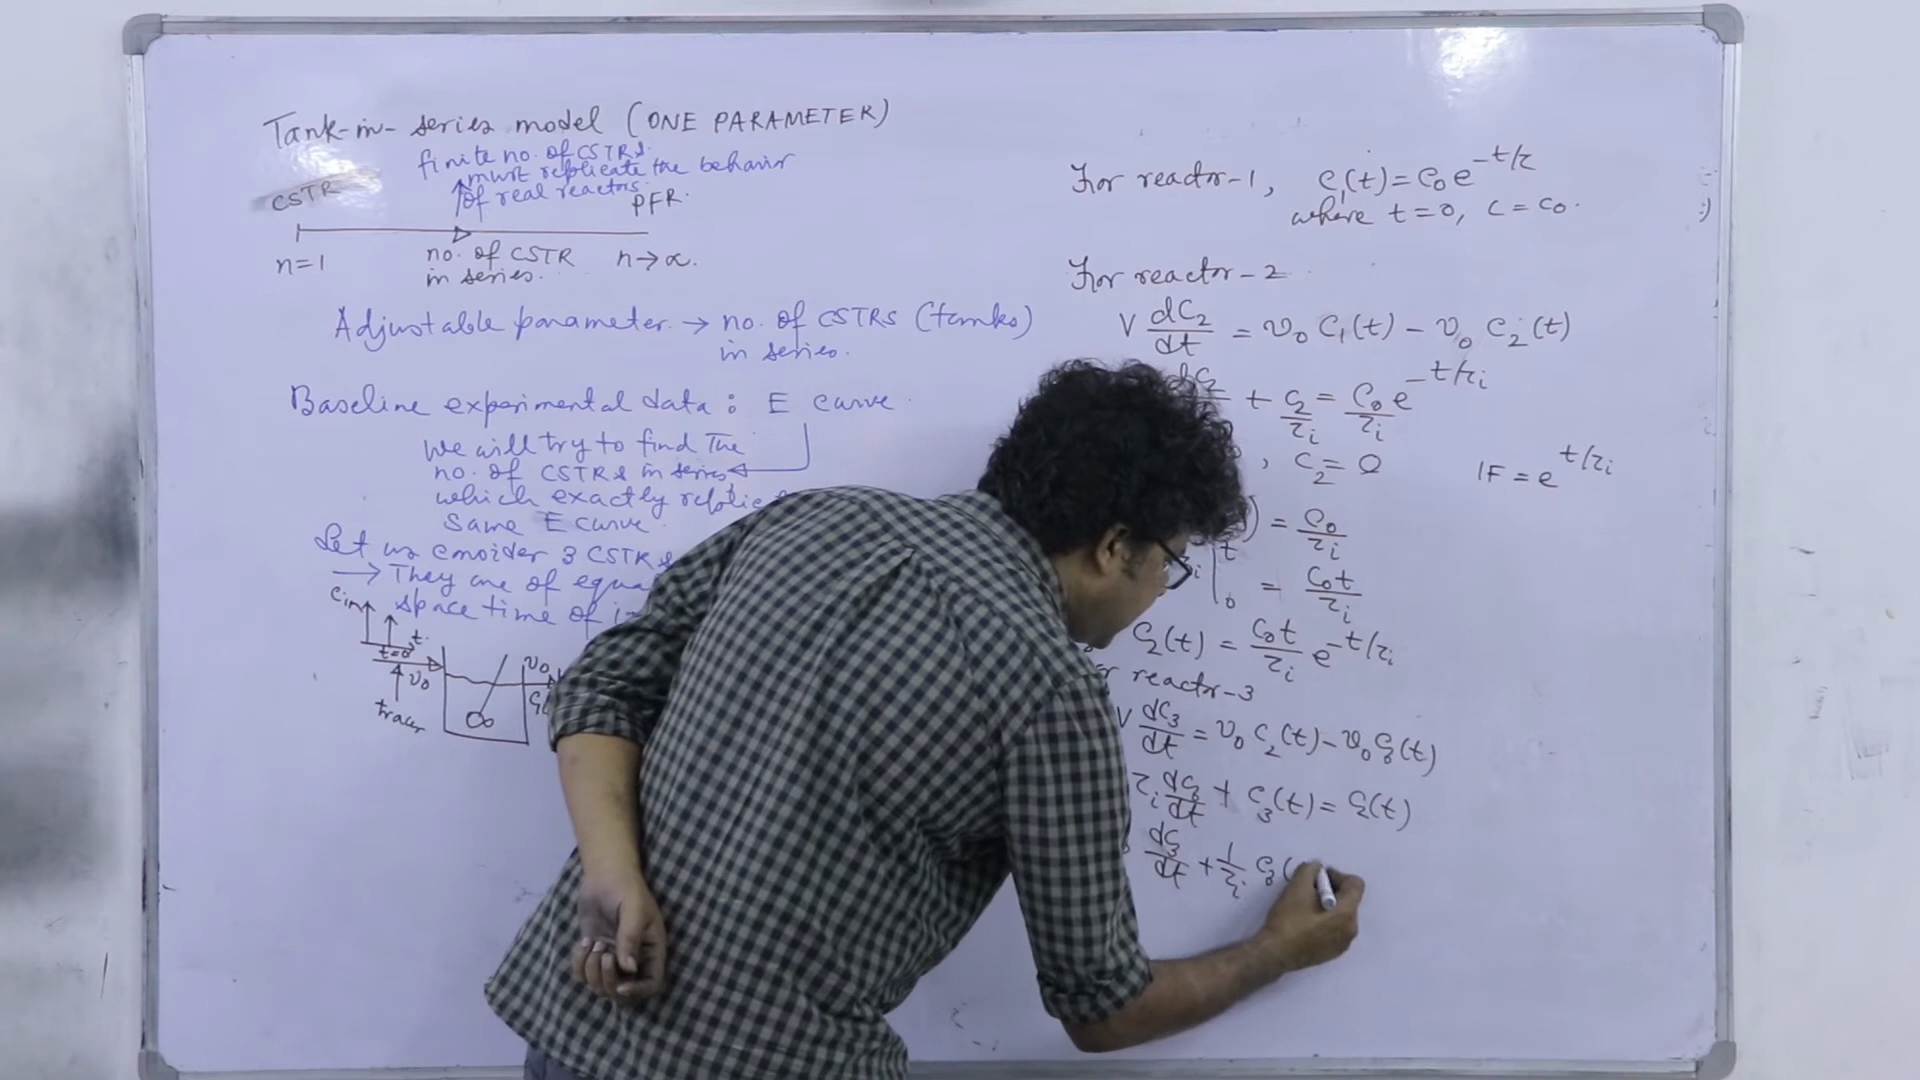 Tank-in-series model (ONE PARAMETER)
finite no. of CSTRs
must replicate the behavior
of real reactors.
CSTR
PFR.
n=1
no. of CSTR
in series.
n→∝.
Adjustable parameter → no. of CSTRS (tanks)
in series.
Baseline experimental data: E curve
We will try to find the
no. of CSTRs in series
which exactly
Same E curve.
Let us consider 3 CSTRs
→ They are of
space time of
Cin
t.
t=0
v0
v0
tracer
For reactor-1, C1(t) = C0 e^-t/τ
where t=0, C = C0.
For reactor-2
V dC2/dt = v0 C1(t) - v0 C2(t)
+ C2/τi = C0/τi e^-t/τi
, C2 = 0
IF = e^t/τi
) = C0/τi
|0^t = C0t/τi
C2(t) = C0t/τi e^-t/τi
reactor-3
V dC3/dt = v0 C2(t) - v0 C3(t)
τi dC3/dt + C3(t) = C2(t)
dC3/dt + 1/τi C3(